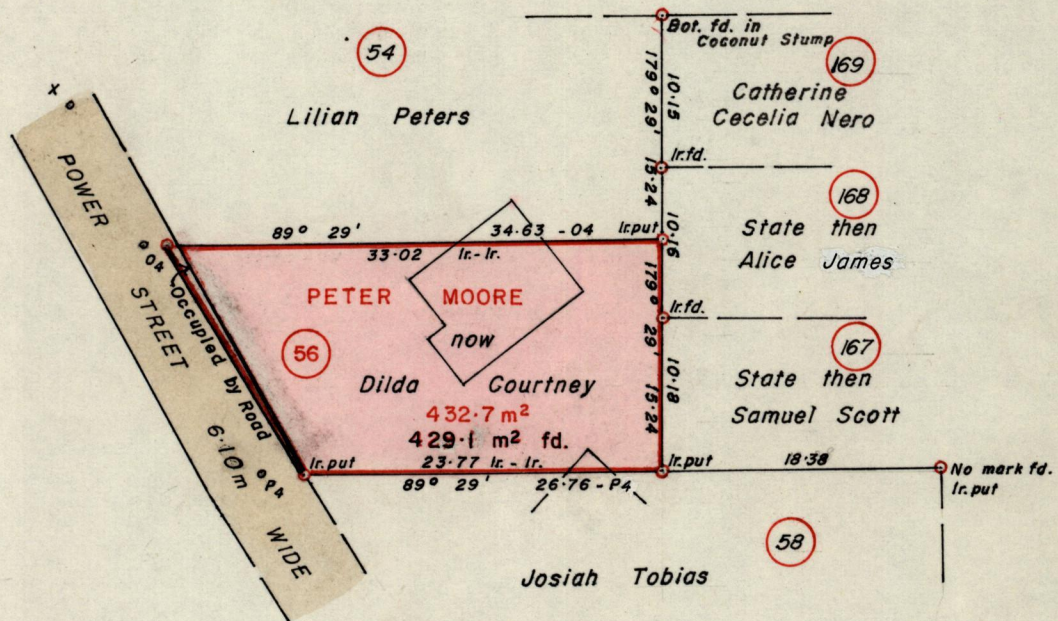 Bot. fd. in
Coconut Stump
54
169
Lilian Peters
Catherine
Cecelia Nero
179° 29'
10·15
x
POWER
STREET
6·10 m
WIDE
Ir.fd.
15·24
168
State then
Alice James
89° 29'
34.63 -04
Ir.put
33.02
Ir.-Ir.
10·16
PETER MOORE
now
56
Occupied by Road
Dilda Courtney
432·7 m²
429·1 m² fd.
179° 29'
Ir.fd.
167
State then
Samuel Scott
10·18
15·24
Ir.put
23·77 Ir.-Ir.
89° 29'
26·76-P4
Ir.put
18·38
No mark fd.
Ir.put
58
Josiah Tobias